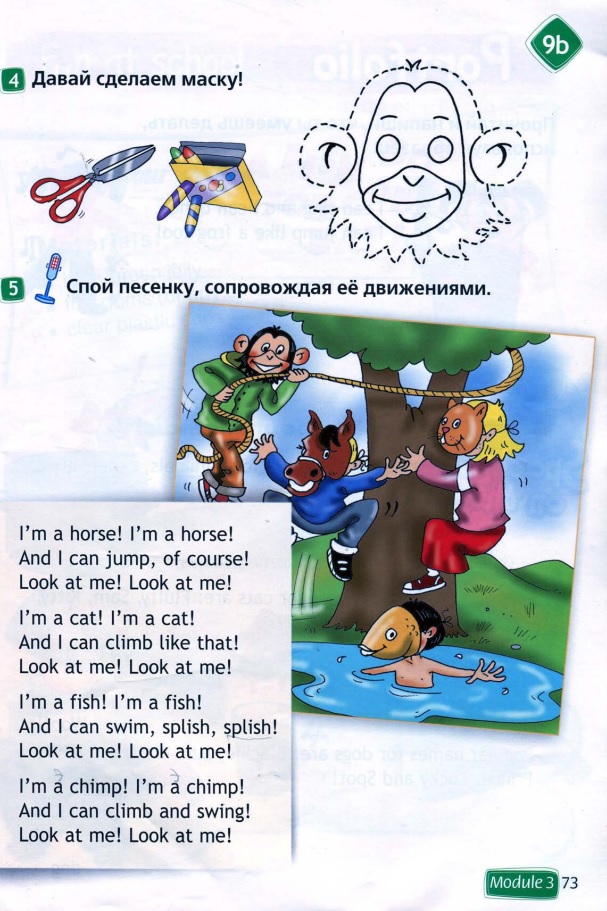 9b
4 Давай сделаем маску!
5 Спой песенку, сопровождая её движениями.
I'm a horse! I'm a horse!
And I can jump, of course!
Look at me! Look at me!
I'm a cat! I'm a cat!
And I can climb like that!
Look at me! Look at me!
I'm a fish! I'm a fish!
And I can swim, splish, splish!
Look at me! Look at me!
I'm a chimp! I'm a chimp!
And I can climb and swing!
Look at me! Look at me!
Module 3 73